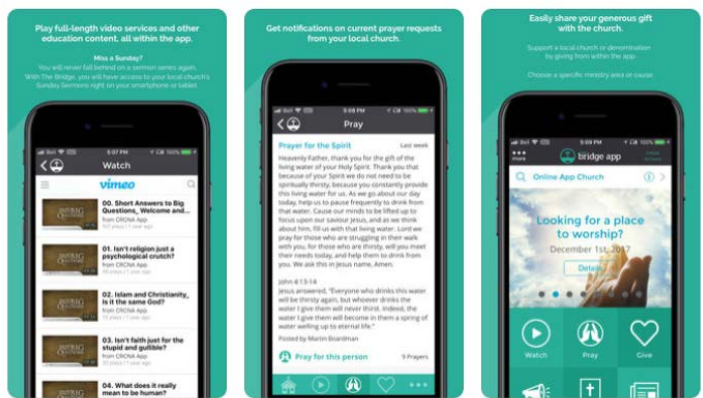 Play full-length video services and other
education content, all within the app.
Miss a Sunday?
You will never fall behind on a sermon series again.
With The Bridge, you will have access to your local church's
Sunday Sermons right on your smartphone or tablet.
Bell
5:07 PM
100%
Watch
vimeo
00. Short Answers to Big
Questions_ Welcome and...
from CRCNA App
01. Isn't religion just a
psychological crutch?
from CRCNA App
02. Islam and Christianity_
Is it the same God?
from CRCNA App
03. Isn't faith just for the
stupid and gullible?
from CRCNA App
04. What does it really
mean to be human?
Get notifications on current prayer requests
from your local church.
Bell
5:08 PM
100%
Pray
Prayer for the Spirit
Last week
Heavenly Father, thank you for the gift of the
living water of your Holy Spirit. Thank you that
because of your Spirit we do not need to be
spiritually thirsty, because you constantly provide
this living water for us. As we go about our day
today, help us to pause frequently to drink from
that water. Cause our minds to be lifted up to
focus upon our saviour Jesus, and as we think
about him, fill us with that living water. Lord we
pray for those who are struggling in their walk
with you, for those who are thirsty, will you meet
their needs today, and help them to drink from
you. We ask this in Jesus name, Amen.
John 4:13-14
Jesus answered, "Everyone who drinks this water
will be thirsty again, but whoever drinks the
water I give them will never thirst. Indeed, the
water I give them will become in them a spring of
water welling up to eternal life."
Posted by Martin Boardman
Pray for this person
9 Prayers
Easily share your generous gift
with the church.
Support a local church or denomination
by giving from within the app.
Choose a specific ministry area or cause.
Bell
5:09 PM
100%
more
bridge app
Online App Church
Looking for a place
to worship?
December 1st, 2017
Details
Watch
Pray
Give